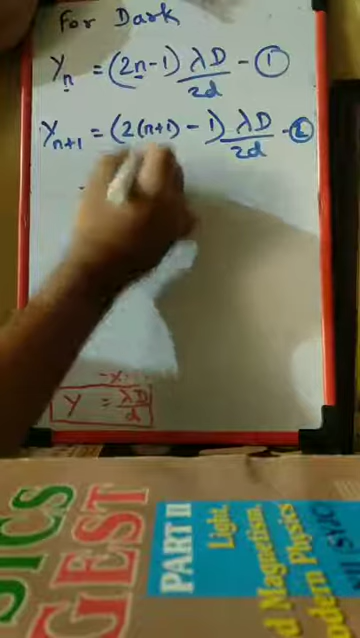 For Dark
Yn = (2n-1) λD/2d - ①
Yn+1 = (2(n+1) - 1) λD/2d - ②
Y = λD/d
PART II
Light,
Magnetism,
Physics
GEST